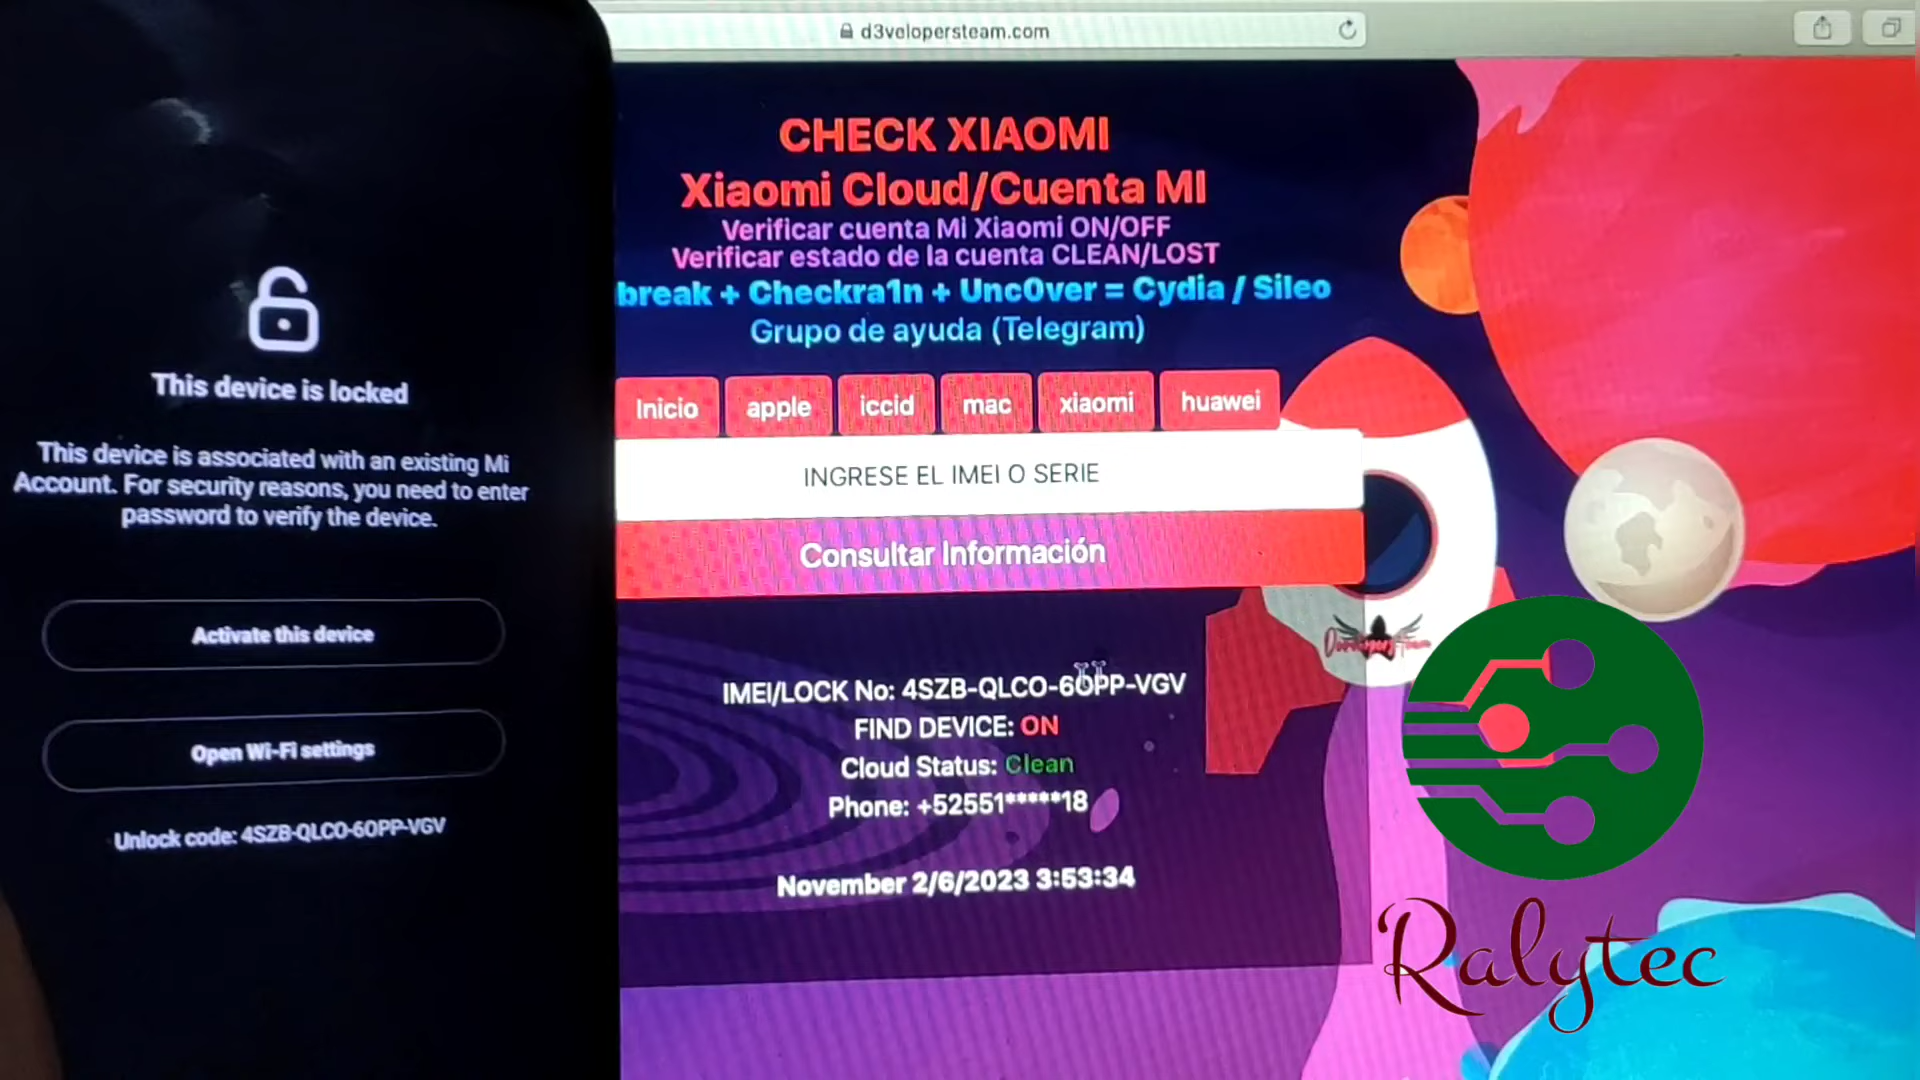 This device is locked
This device is associated with an existing Mi
Account. For security reasons, you need to enter
password to verify the device.
Activate this device
Open Wi-Fi settings
Unlock code: 4SZB-QLCO-6OPP-VGV
d3velopersteam.com
CHECK XIAOMI
Xiaomi Cloud/Cuenta MI
Verificar cuenta Mi Xiaomi ON/OFF
Verificar estado de la cuenta CLEAN/LOST
break + Checkra1n + Unc0ver = Cydia / Sileo
Grupo de ayuda (Telegram)
Inicio apple iccid mac xiaomi huawei
INGRESE EL IMEI O SERIE
Consultar Información
IMEI/LOCK No: 4SZB-QLCO-6OPP-VGV
FIND DEVICE: ON
Cloud Status: Clean
Phone: +52551*****18
November 2/6/2023 3:53:34
Ralytec